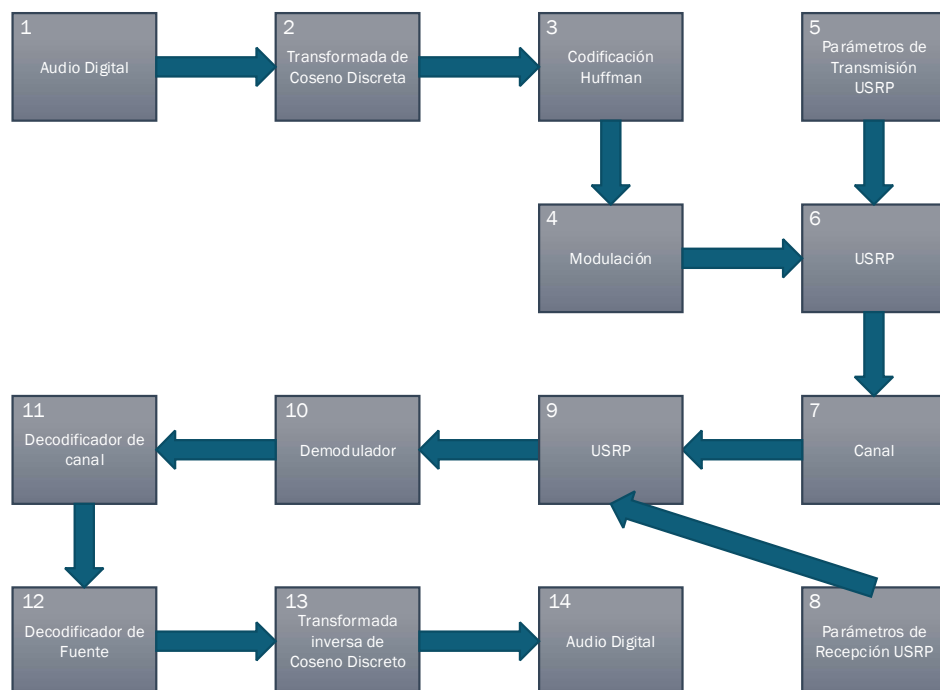 1
Audio Digital
2
Transformada de
Coseno Discreta
3
Codificación
Huffman
4
Modulación
5
Parámetros de
Transmisión
USRP
6
USRP
7
Canal
8
Parámetros de
Recepción USRP
9
USRP
10
Demodulador
11
Decodificador de
canal
12
Decodificador de
Fuente
13
Transformada
inversa de
Coseno Discreto
14
Audio Digital